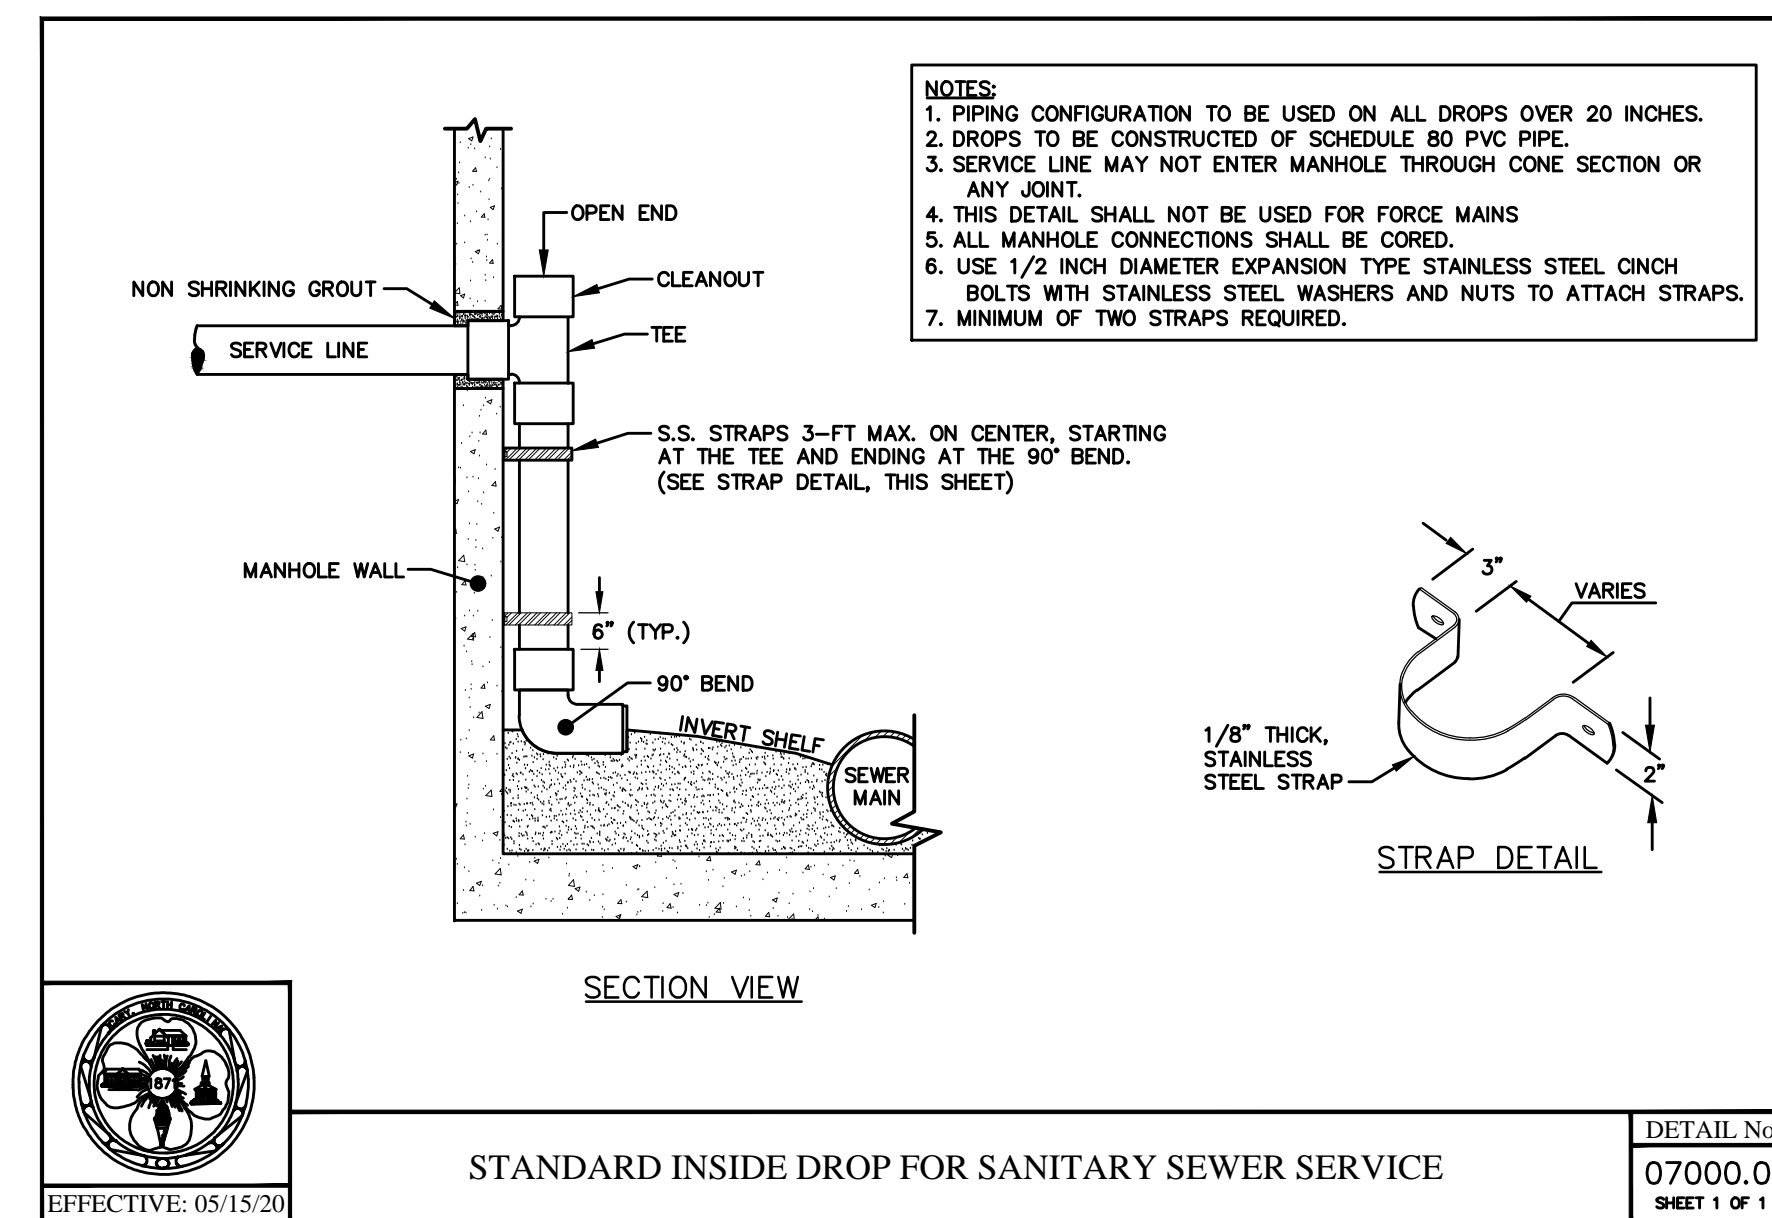 NOTES:
1. PIPING CONFIGURATION TO BE USED ON ALL DROPS OVER 20 INCHES.
2. DROPS TO BE CONSTRUCTED OF SCHEDULE 80 PVC PIPE.
3. SERVICE LINE MAY NOT ENTER MANHOLE THROUGH CONE SECTION OR
ANY JOINT.
4. THIS DETAIL SHALL NOT BE USED FOR FORCE MAINS
5. ALL MANHOLE CONNECTIONS SHALL BE CORED.
6. USE 1/2 INCH DIAMETER EXPANSION TYPE STAINLESS STEEL CINCH
BOLTS WITH STAINLESS STEEL WASHERS AND NUTS TO ATTACH STRAPS.
7. MINIMUM OF TWO STRAPS REQUIRED.
OPEN END
CLEANOUT
NON SHRINKING GROUT
TEE
SERVICE LINE
S.S. STRAPS 3-FT MAX. ON CENTER, STARTING
AT THE TEE AND ENDING AT THE 90° BEND.
(SEE STRAP DETAIL, THIS SHEET)
MANHOLE WALL
6" (TYP.)
90° BEND
INVERT SHELF
SEWER
MAIN
3"
VARIES
1/8" THICK,
STAINLESS
STEEL STRAP
2"
STRAP DETAIL
SECTION VIEW
CARY, NORTH CAROLINA
1871
EFFECTIVE: 05/15/20
STANDARD INSIDE DROP FOR SANITARY SEWER SERVICE
DETAIL No
07000.0
SHEET 1 OF 1